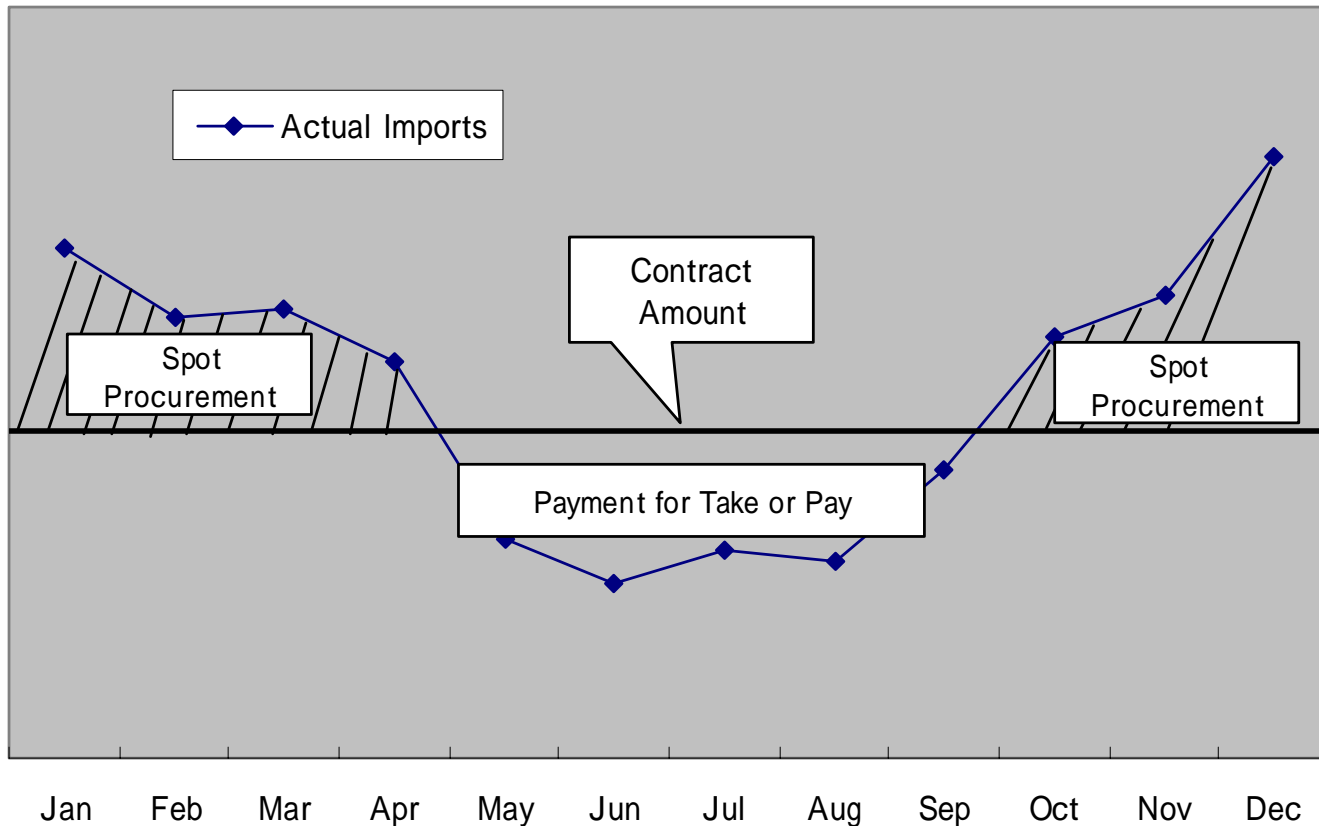 Actual Imports
Contract
Amount
Spot
Procurement
Spot
Procurement
Payment for Take or Pay
Jan Feb Mar Apr May Jun Jul Aug Sep Oct Nov Dec